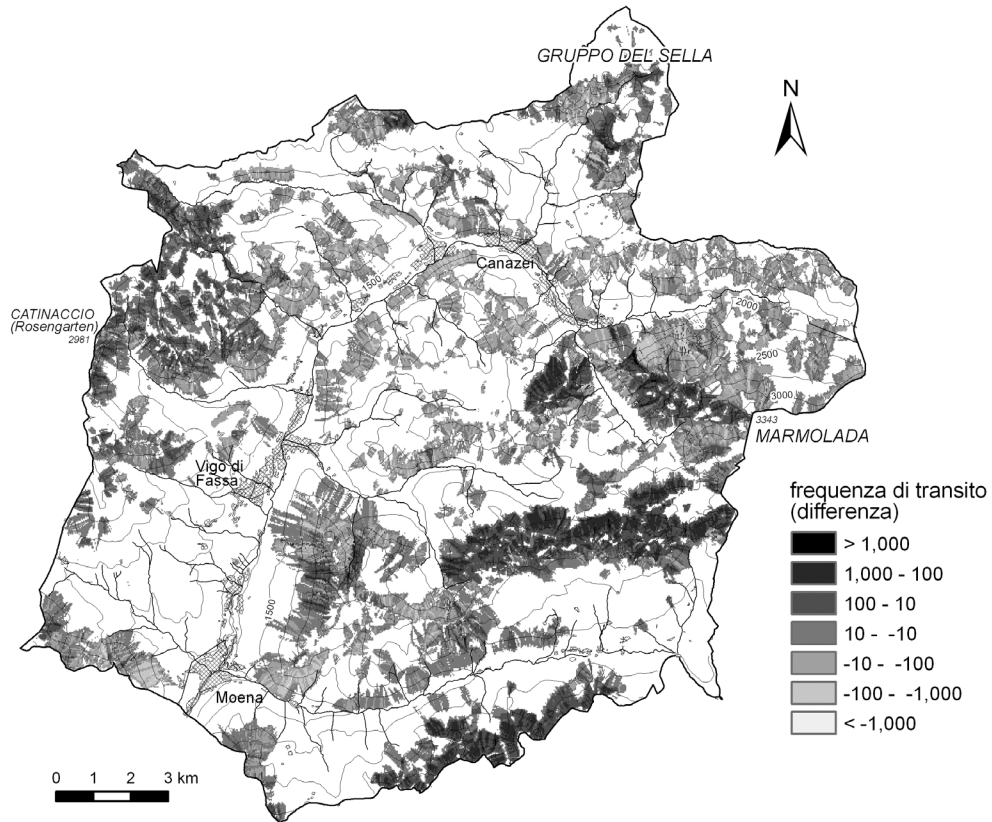 GRUPPO DEL SELLA
N
CATINACCIO
(Rosengarten)
2981
Canazei
1500
2000
2500
3000
3343
MARMOLADA
Vigo di
Fassa
1500
Moena
frequenza di transito
(differenza)
> 1,000
1,000 - 100
100 - 10
10 - -10
-10 - -100
-100 - -1,000
< -1,000
0 1 2 3 km